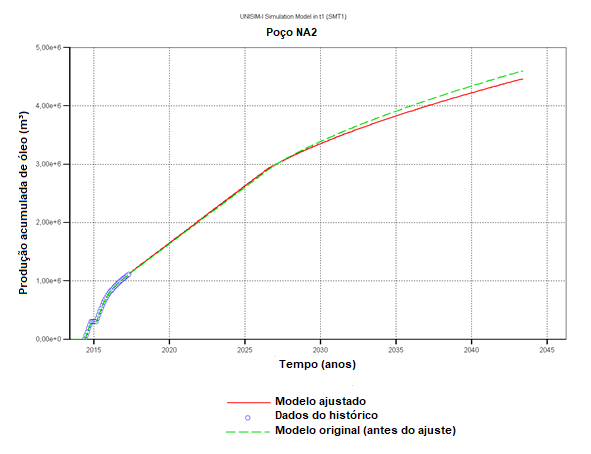 UNISIM-I Simulation Model in t1 (SMT1)
Poço NA2
5,00e+6
4,00e+6
3,00e+6
2,00e+6
1,00e+6
0,00e+0
Produção acumulada de óleo (m³)
2015 2020 2025 2030 2035 2040 2045
Tempo (anos)
Modelo ajustado
Dados do histórico
Modelo original (antes do ajuste)